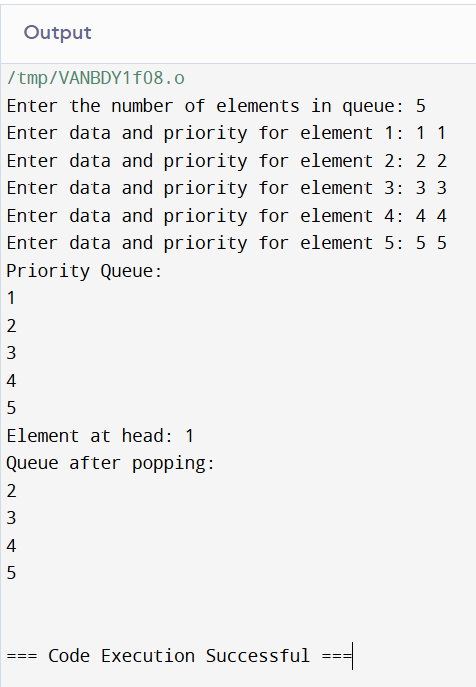 Output
/tmp/VANBDY1f08.o
Enter the number of elements in queue: 5
Enter data and priority for element 1: 1 1
Enter data and priority for element 2: 2 2
Enter data and priority for element 3: 3 3
Enter data and priority for element 4: 4 4
Enter data and priority for element 5: 5 5
Priority Queue:
1
2
3
4
5
Element at head: 1
Queue after popping:
2
3
4
5
=== Code Execution Successful ===